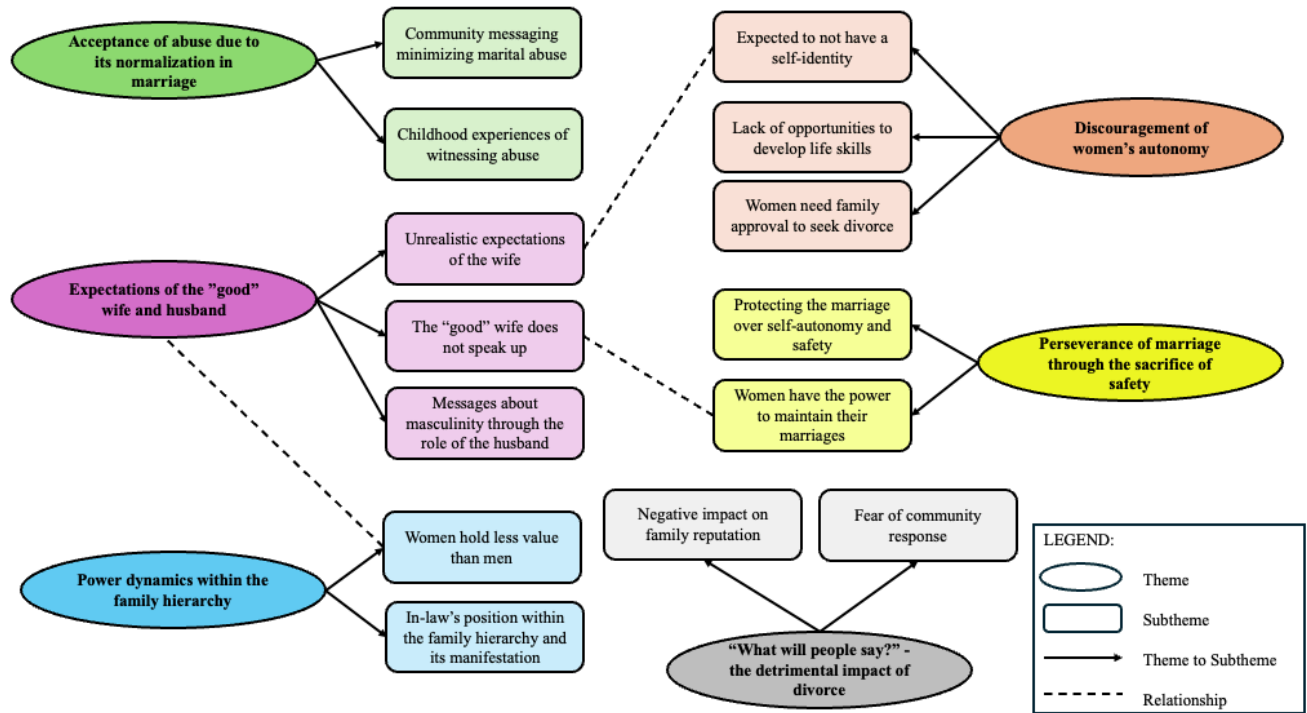 Acceptance of abuse due to
its normalization in
marriage
Community messaging
minimizing marital abuse
Childhood experiences of
witnessing abuse
Expectations of the ”good”
wife and husband
Unrealistic expectations
of the wife
The “good” wife does
not speak up
Messages about
masculinity through the
role of the husband
Power dynamics within the
family hierarchy
Women hold less value
than men
In-law’s position within
the family hierarchy and
its manifestation
Expected to not have a
self-identity
Lack of opportunities to
develop life skills
Women need family
approval to seek divorce
Discouragement of
women’s autonomy
Protecting the marriage
over self-autonomy and
safety
Women have the power
to maintain their
marriages
Perseverance of marriage
through the sacrifice of
safety
Negative impact on
family reputation
Fear of community
response
“What will people say?” -
the detrimental impact of
divorce
LEGEND:
Theme
Subtheme
Theme to Subtheme
Relationship